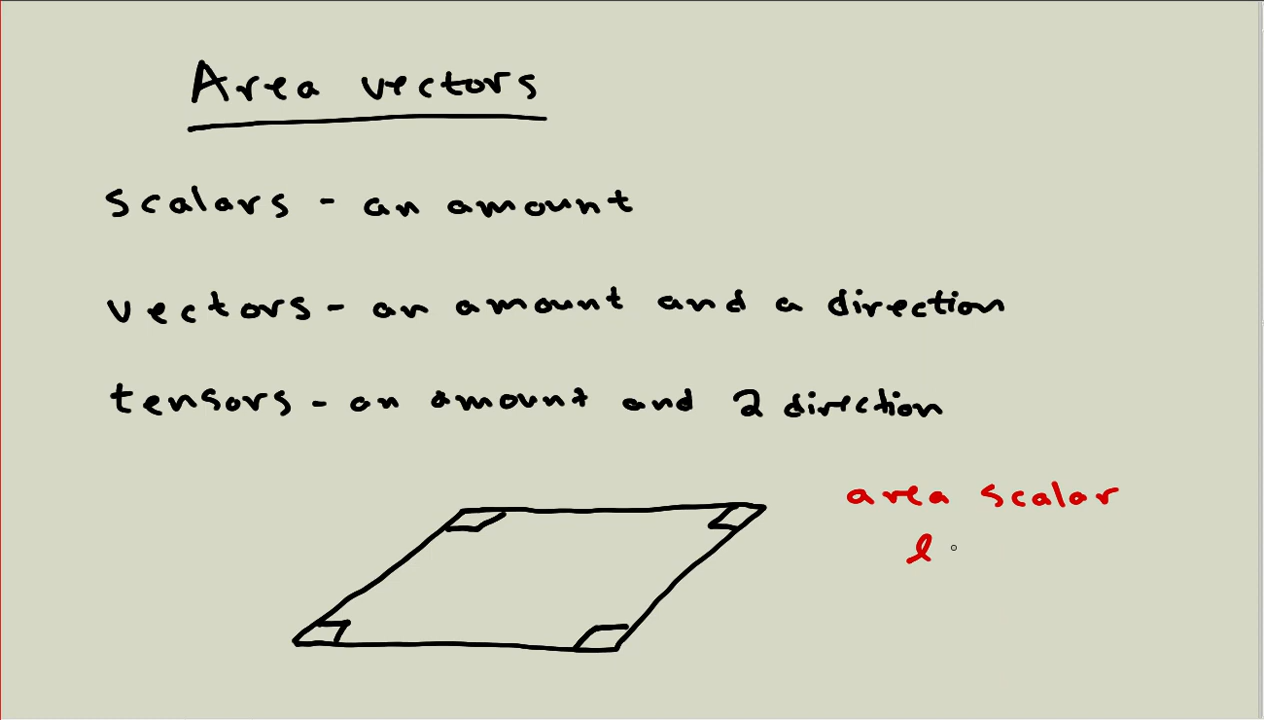 Area vectors
scalars - an amount
vectors - an amount and a direction
tensors - an amount and 2 direction
area scalar
l